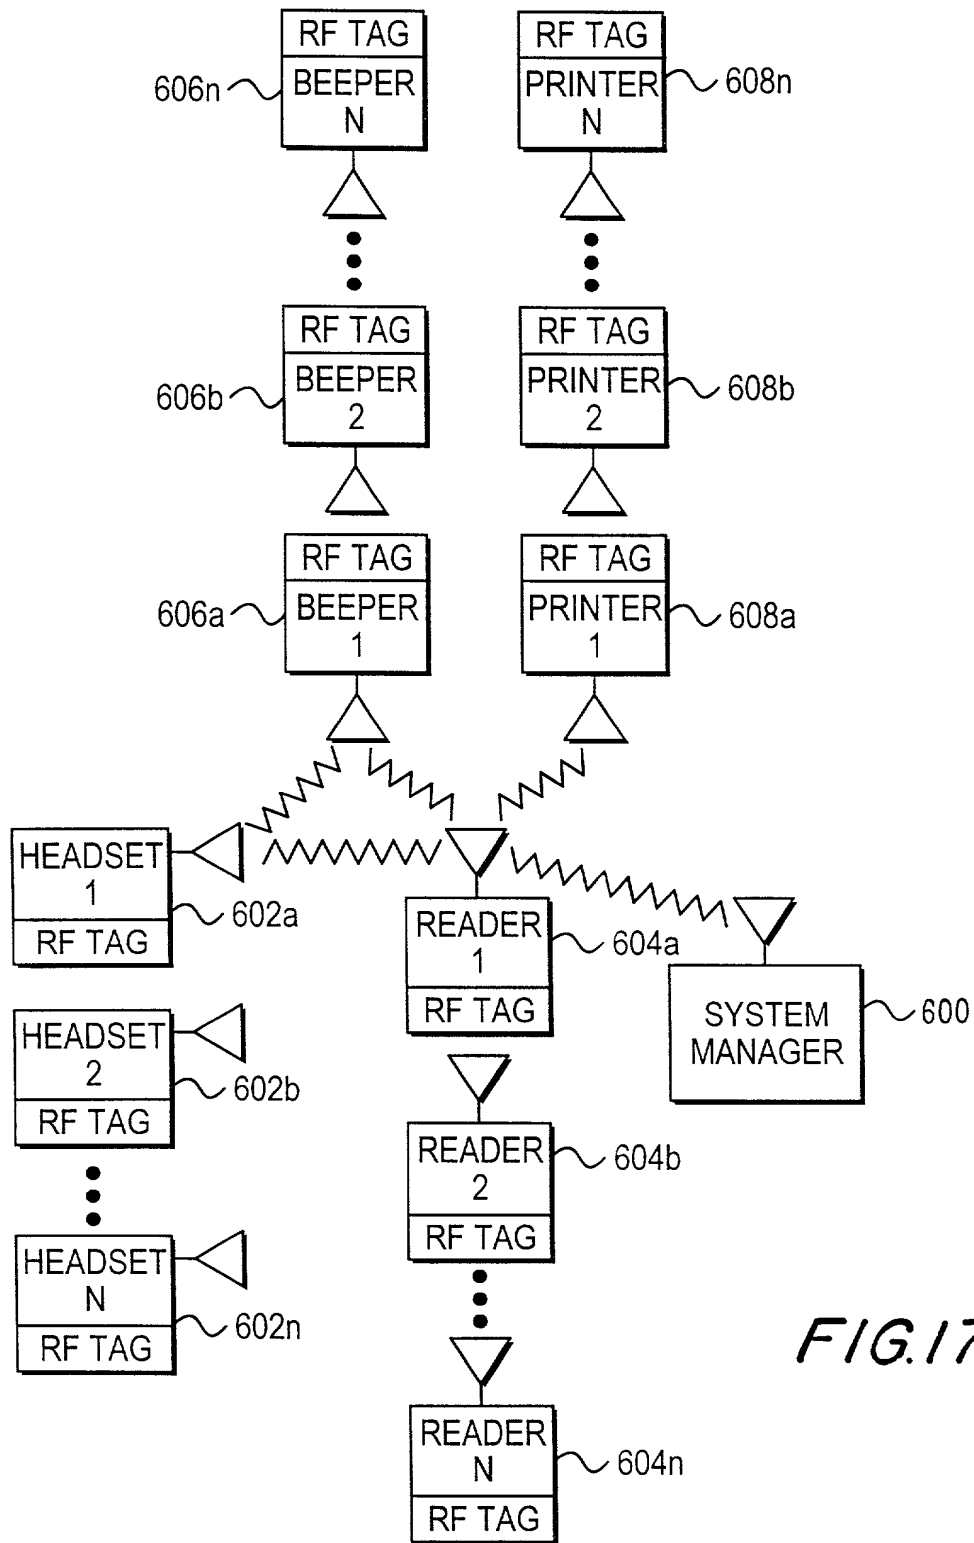 RF TAG
BEEPER
N
606n
RF TAG
PRINTER
N
608n
RF TAG
BEEPER
2
606b
RF TAG
PRINTER
2
608b
RF TAG
BEEPER
1
606a
RF TAG
PRINTER
1
608a
HEADSET
1
RF TAG
602a
READER
1
RF TAG
604a
SYSTEM
MANAGER
600
HEADSET
2
RF TAG
602b
READER
2
RF TAG
604b
HEADSET
N
RF TAG
602n
READER
N
RF TAG
604n
FIG.17